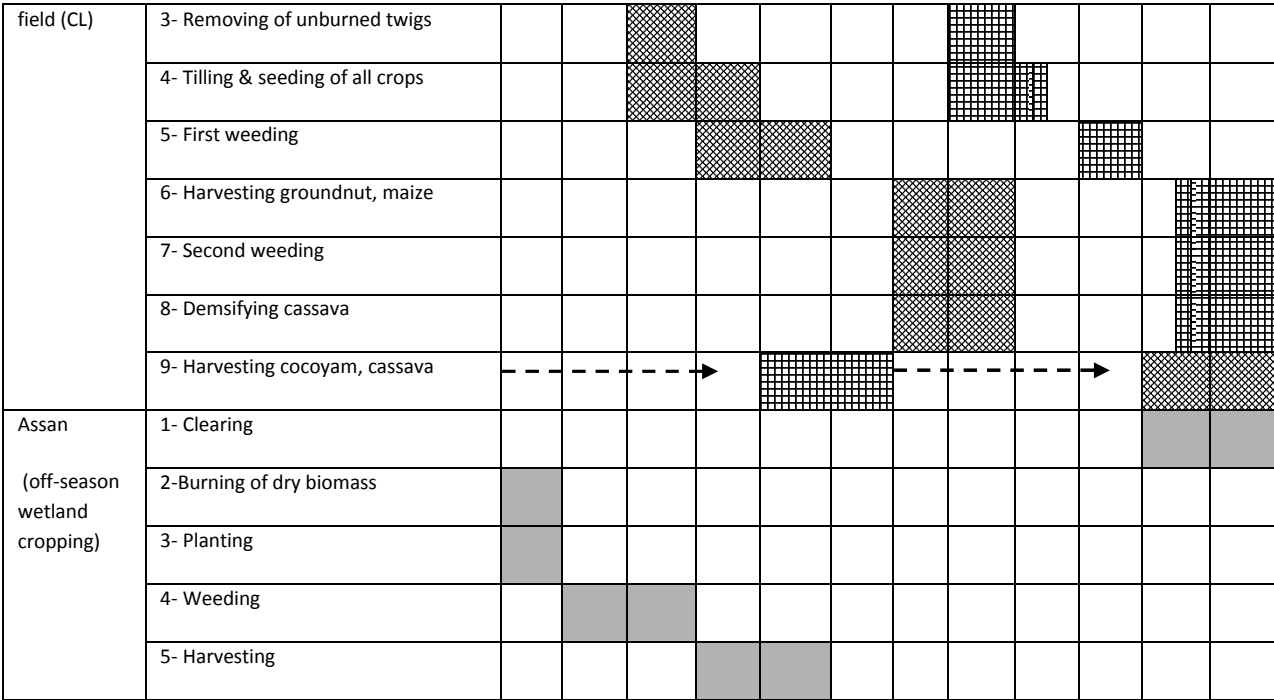 field (CL)
3- Removing of unburned twigs
4- Tilling & seeding of all crops
5- First weeding
6- Harvesting groundnut, maize
7- Second weeding
8- Demsifying cassava
9- Harvesting cocoyam, cassava
Assan
(off-season
wetland
cropping)
1- Clearing
2-Burning of dry biomass
3- Planting
4- Weeding
5- Harvesting